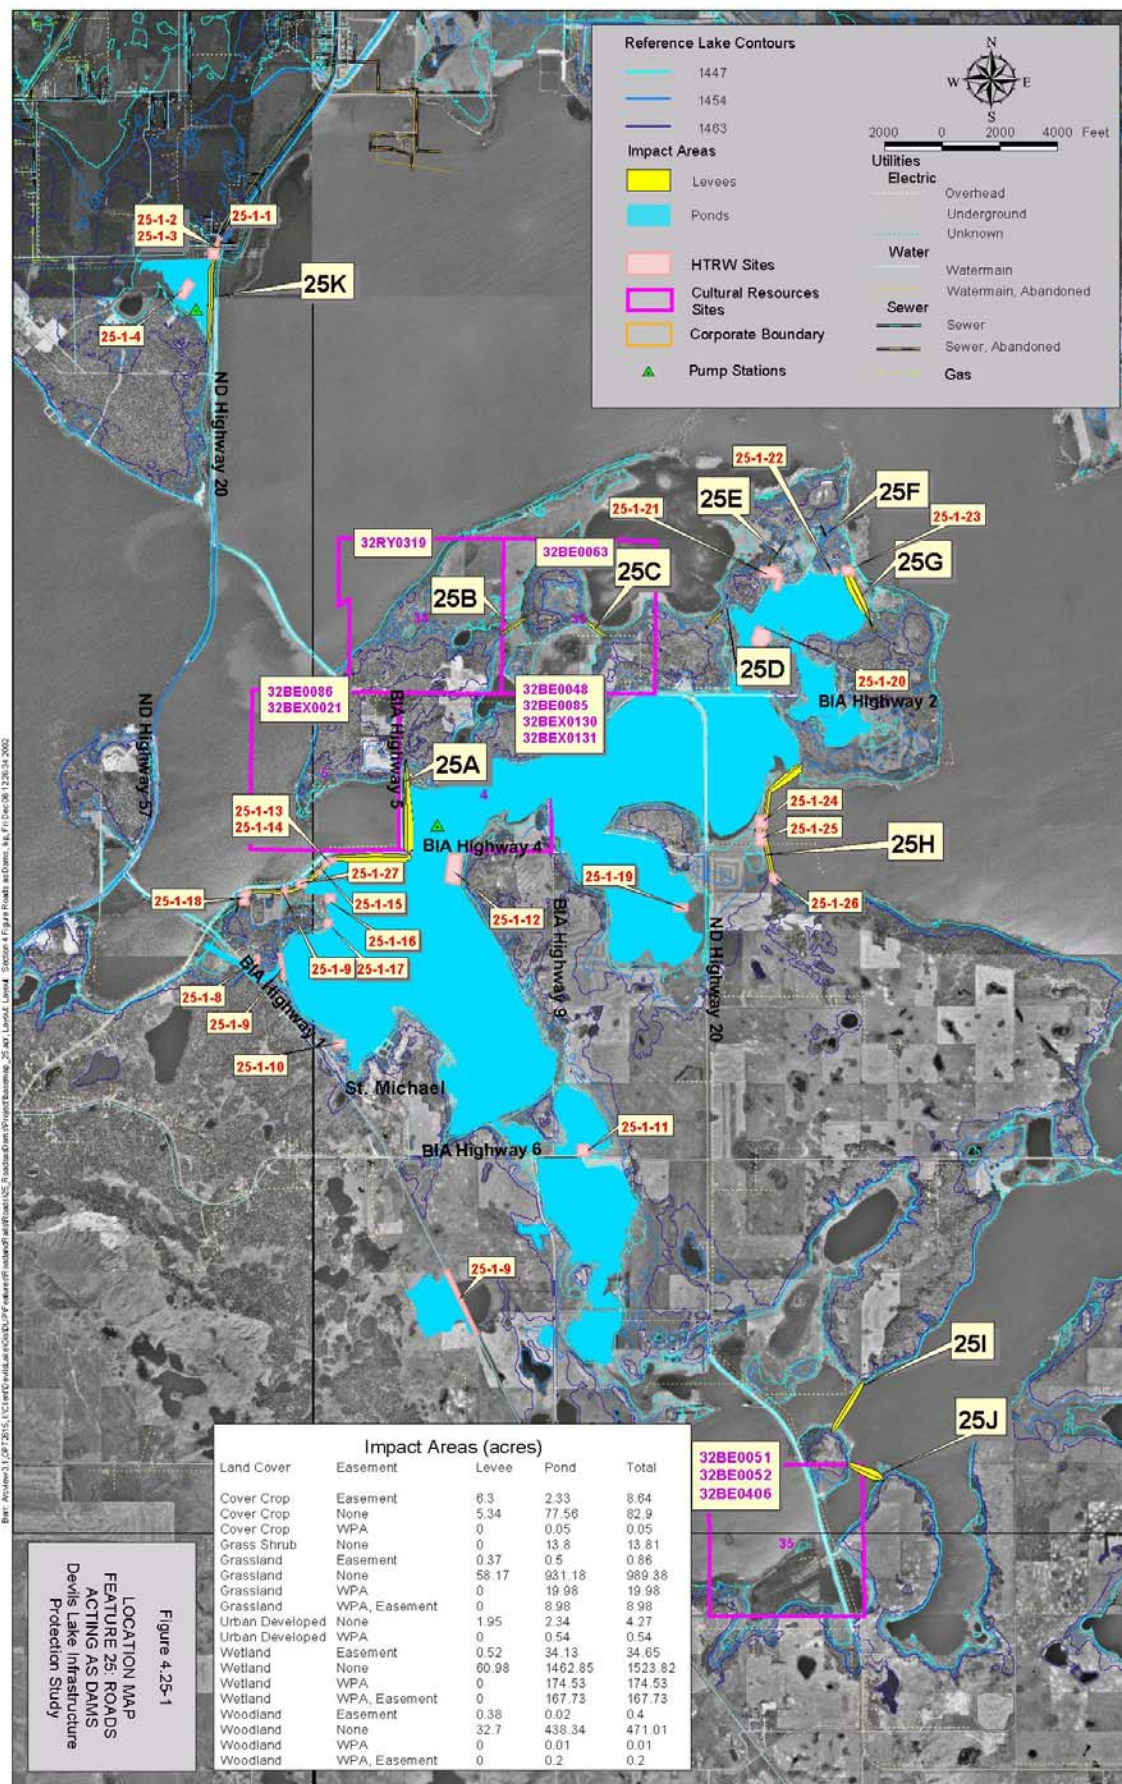 Reference Lake Contours
1447
1454
1463
Impact Areas
Levees
Ponds
HTRW Sites
Cultural Resources
Sites
Corporate Boundary
Pump Stations
N
W E
S
2000 0 2000 4000 Feet
Utilities
Electric
Overhead
Underground
Unknown
Water
Watermain
Watermain, Abandoned
Sewer
Sewer
Sewer, Abandoned
Gas
25-1-2
25-1-3
25-1-1
25K
25-1-4
ND Highway 20
25-1-22
25E
25F
25-1-21
25-1-23
32RY0319
32BE0063
25C
25G
25B
25D
25-1-20
BIA Highway 2
32BE0086
32BEX0021
32BE0048
32BE0085
32BEX0130
32BEX0131
BIA Highway 5
ND Highway 57
25A
4
25-1-13
25-1-14
BIA Highway 4
25-1-24
25-1-25
25H
25-1-27
25-1-19
25-1-18
25-1-15
25-1-12
25-1-26
25-1-16
BIA Highway 9
ND Highway 20
25-1-9
25-1-17
25-1-8
BIA Highway 1
25-1-9
25-1-10
St. Michael
25-1-11
BIA Highway 6
25-1-9
25I
25J
32BE0051
32BE0052
32BE0406
35
Impact Areas (acres)
Land Cover Easement Levee Pond Total
Cover Crop Easement 6.3 2.33 8.64
Cover Crop None 5.34 77.56 82.9
Cover Crop WPA 0 0.05 0.05
Grass Shrub None 0 13.8 13.81
Grassland Easement 0.37 0.5 0.86
Grassland None 58.17 931.18 989.38
Grassland WPA 0 19.98 19.98
Grassland WPA, Easement 0 8.98 8.98
Urban Developed None 1.95 2.34 4.27
Urban Developed WPA 0 0.54 0.54
Wetland Easement 0.52 34.13 34.65
Wetland None 60.98 1462.85 1523.82
Wetland WPA 0 174.53 174.53
Wetland WPA, Easement 0 167.73 167.73
Woodland Easement 0.38 0.02 0.4
Woodland None 32.7 438.34 471.01
Woodland WPA 0 0.01 0.01
Woodland WPA, Easement 0 0.2 0.2
Figure 4.25-1
LOCATION MAP
FEATURE 25: ROADS
ACTING AS DAMS
Devils Lake Infrastructure
Protection Study